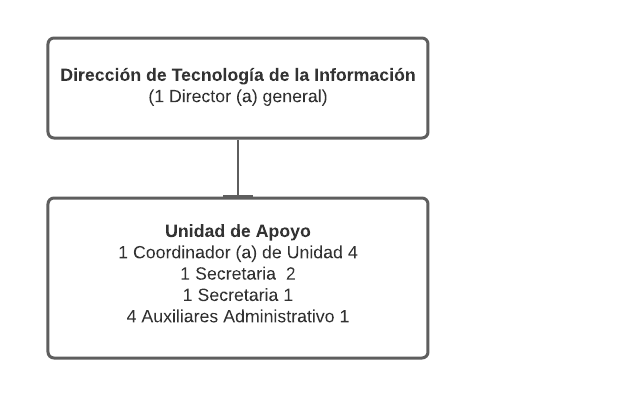 Dirección de Tecnología de la Información
(1 Director (a) general)
Unidad de Apoyo
1 Coordinador (a) de Unidad 4
1 Secretaria  2
1 Secretaria 1
4 Auxiliares Administrativo 1